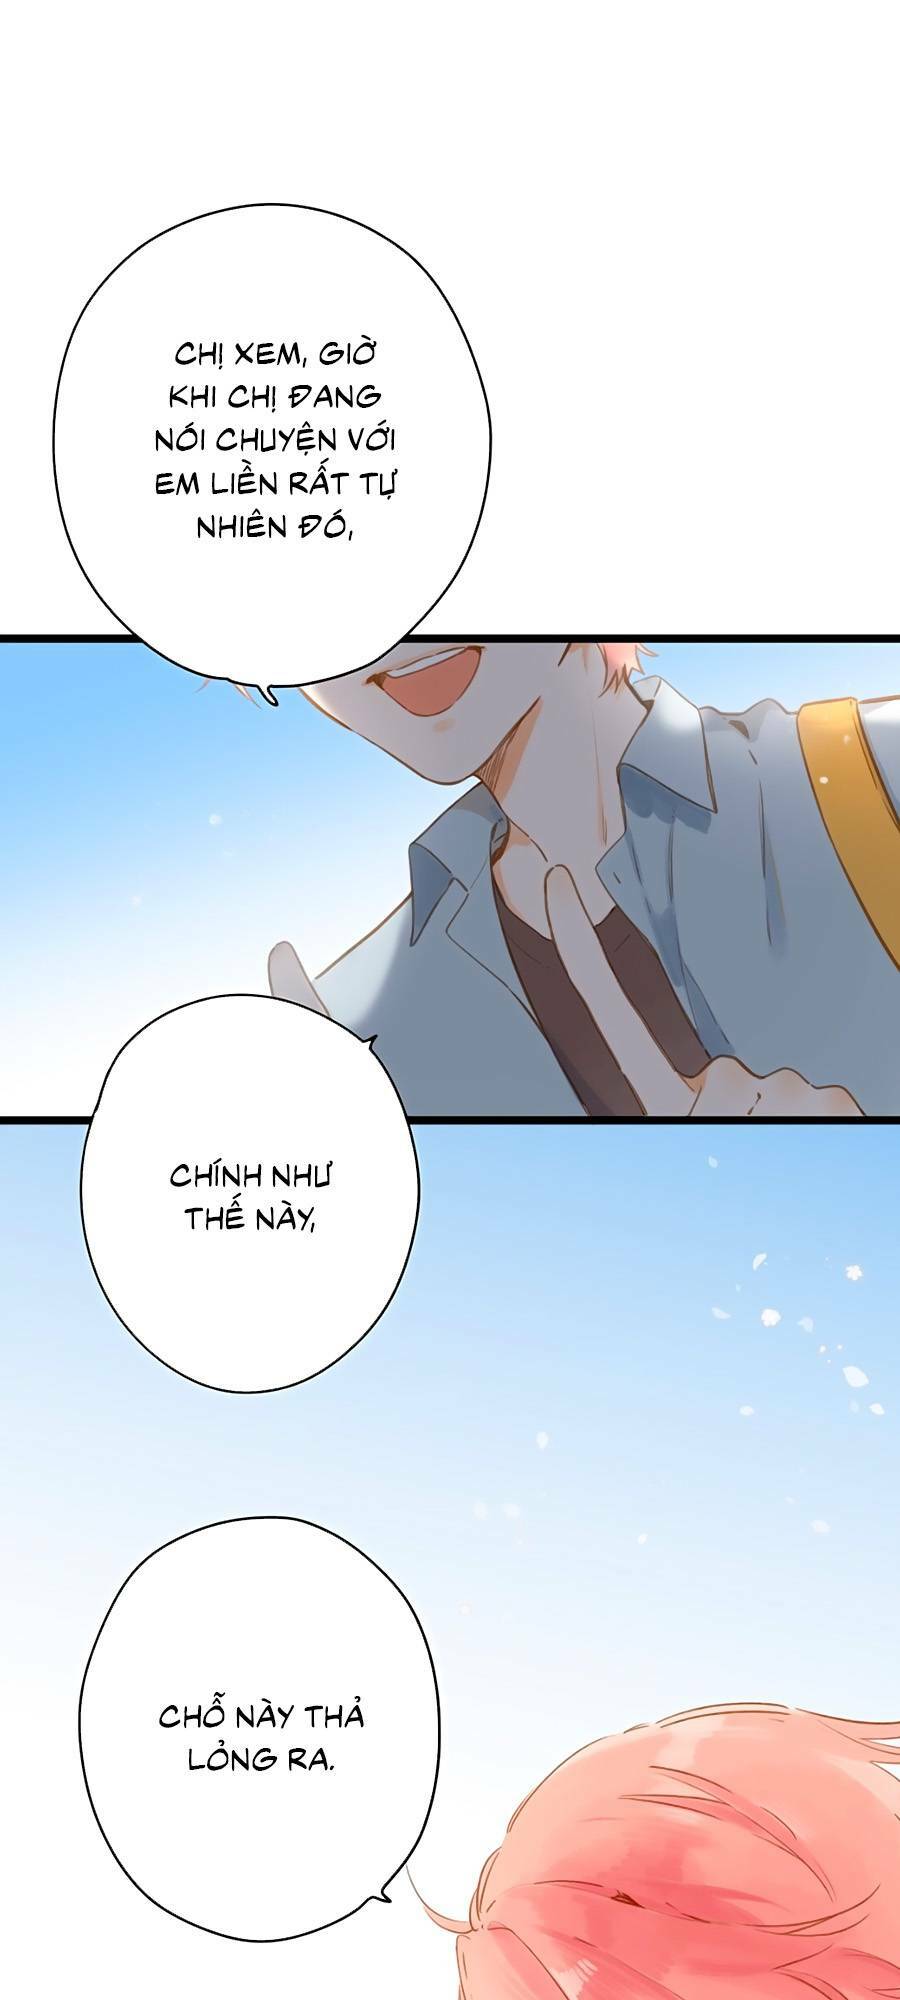 CHỊ XEM, GIỜ
KHI CHỊ ĐANG
NÓI CHUYỆN VỚI
EM LIỀN RẤT TỰ
NHIÊN ĐÓ,
CHÍNH NHƯ
THẾ NÀY,
CHỖ NÀY THẢ
LỎNG RA.